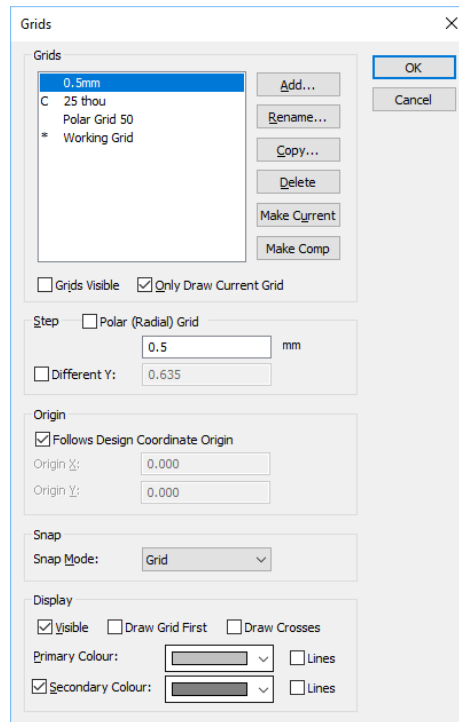 Grids
Grids
0.5mm
C 25 thou
Polar Grid 50
* Working Grid
Add...
Rename...
Copy...
Delete
Make Current
Make Comp
OK
Cancel
Grids Visible Only Draw Current Grid
Step Polar (Radial) Grid
0.5 mm
Different Y: 0.635
Origin
Follows Design Coordinate Origin
Origin X: 0.000
Origin Y: 0.000
Snap
Snap Mode: Grid
Display
Visible Draw Grid First Draw Crosses
Primary Colour: Lines
Secondary Colour: Lines